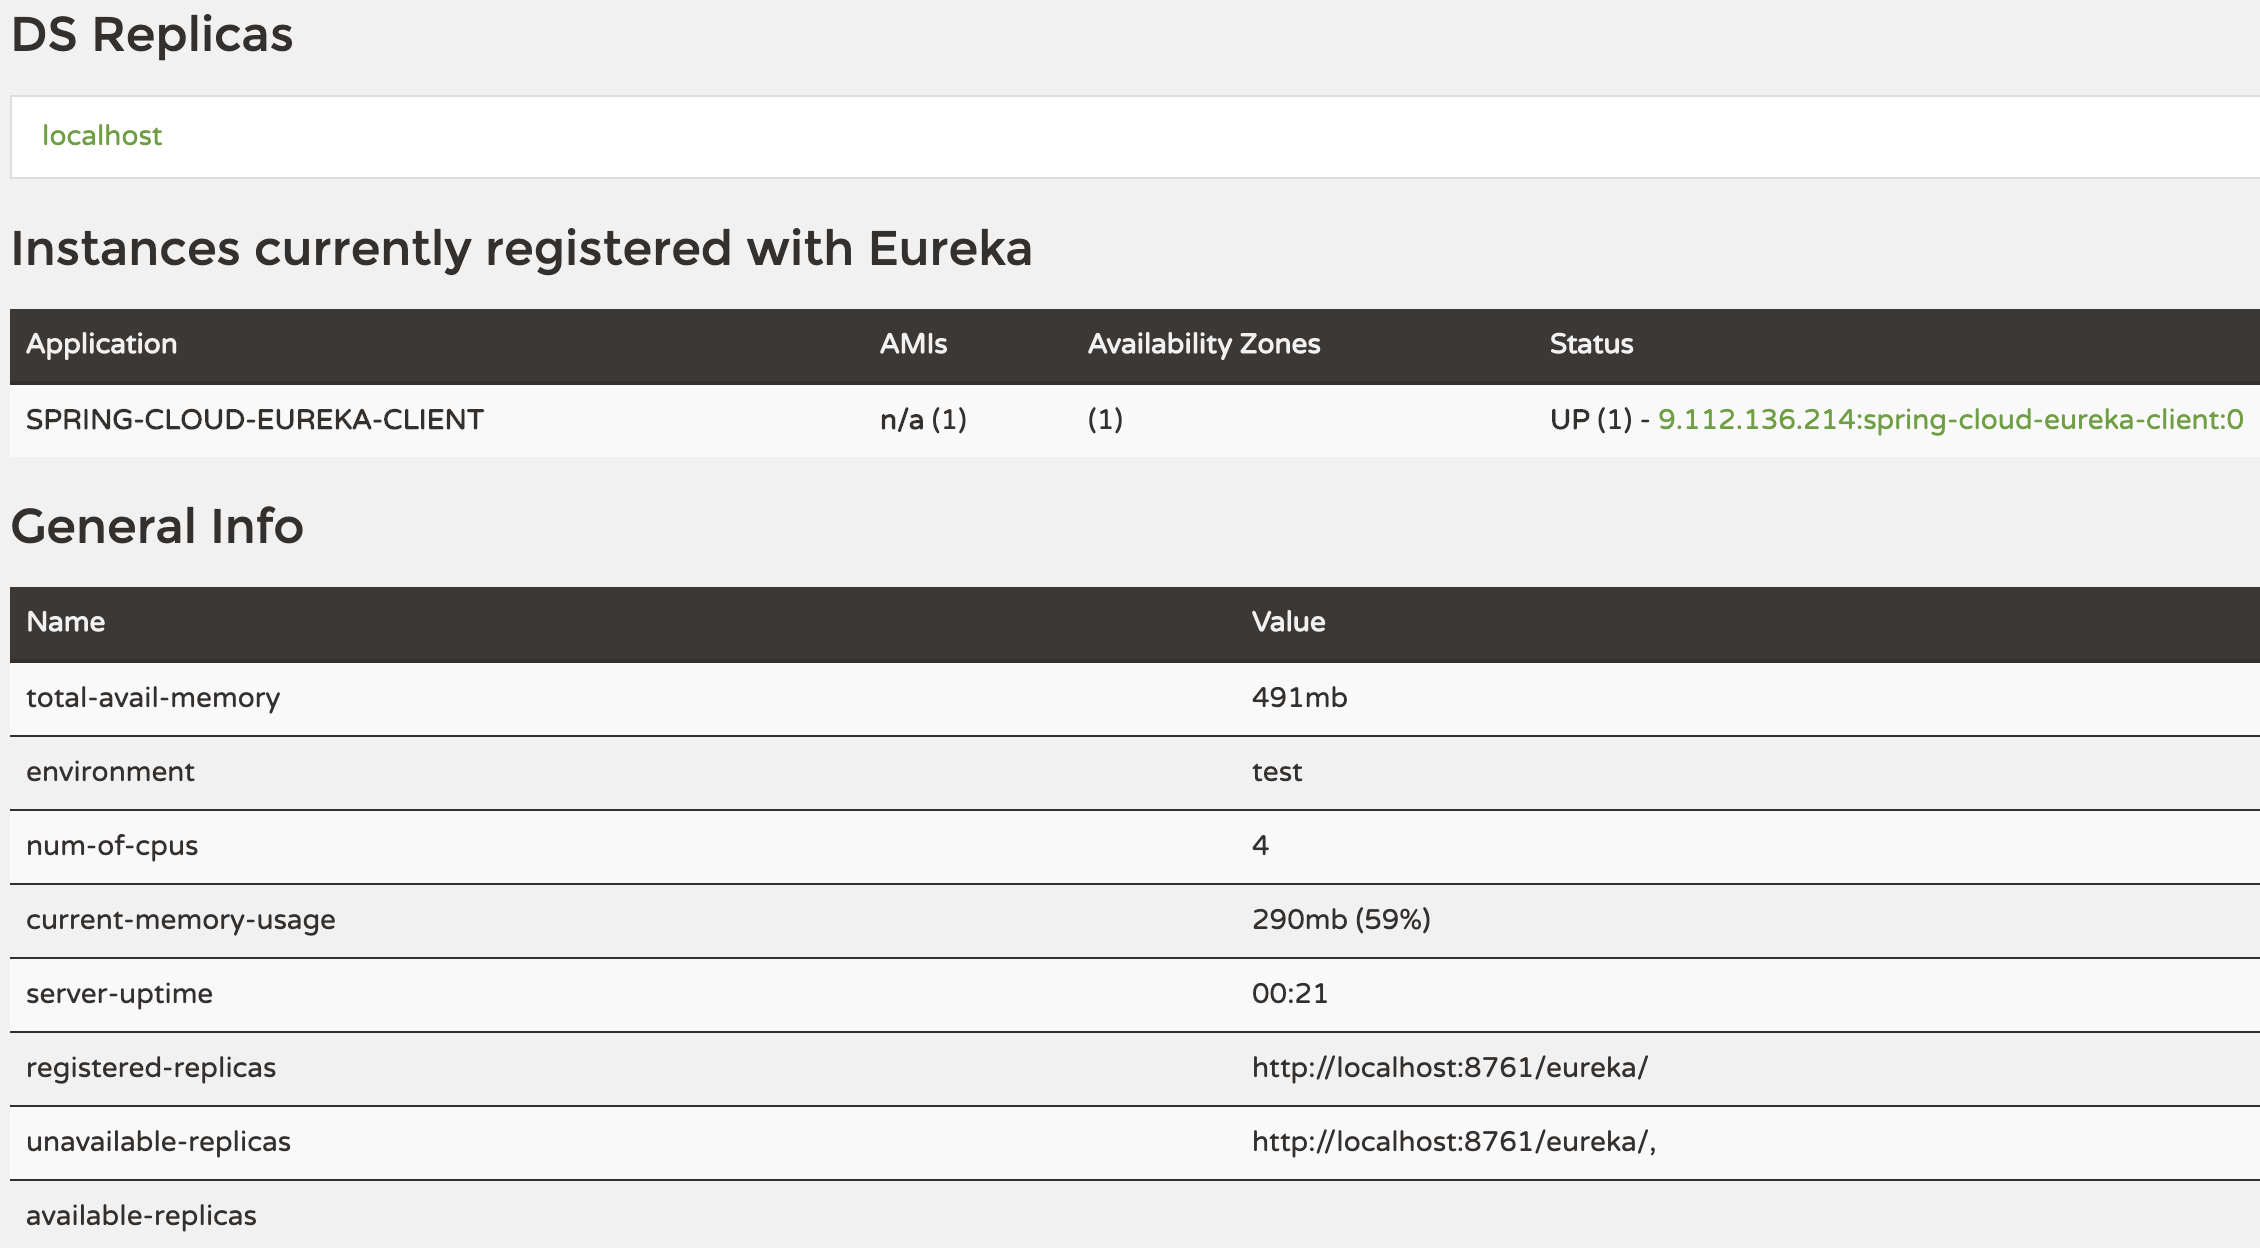 DS Replicas
localhost
Instances currently registered with Eureka
Application AMIs Availability Zones Status
SPRING-CLOUD-EUREKA-CLIENT n/a (1) (1) UP (1) - 9.112.136.214:spring-cloud-eureka-client:0
General Info
Name Value
total-avail-memory 491mb
environment test
num-of-cpus 4
current-memory-usage 290mb (59%)
server-uptime 00:21
registered-replicas http://localhost:8761/eureka/
unavailable-replicas http://localhost:8761/eureka/,
available-replicas